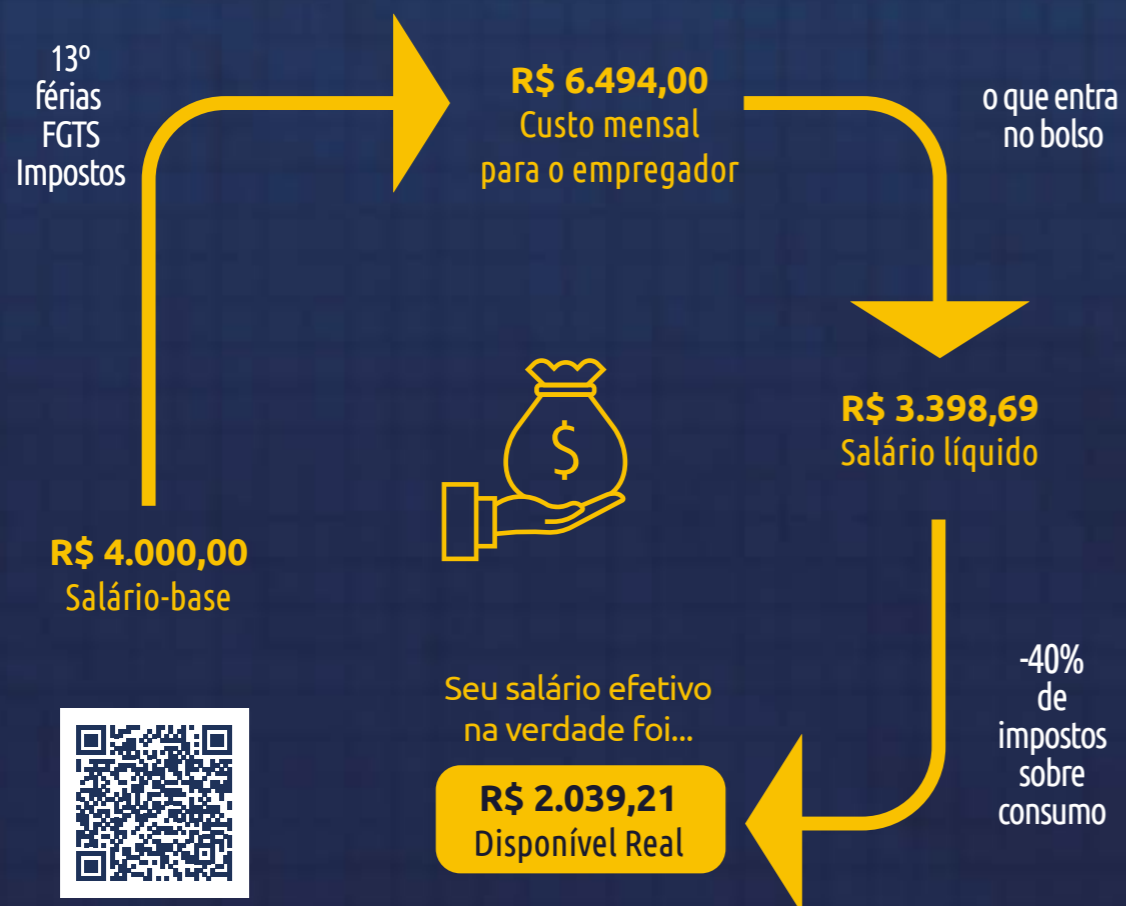 13º
férias
FGTS
Impostos
R$ 6.494,00
Custo mensal
para o empregador
o que entra
no bolso
R$ 3.398,69
Salário líquido
$
R$ 4.000,00
Salário-base
-40%
de
impostos
sobre
consumo
Seu salário efetivo
na verdade foi...
R$ 2.039,21
Disponível Real